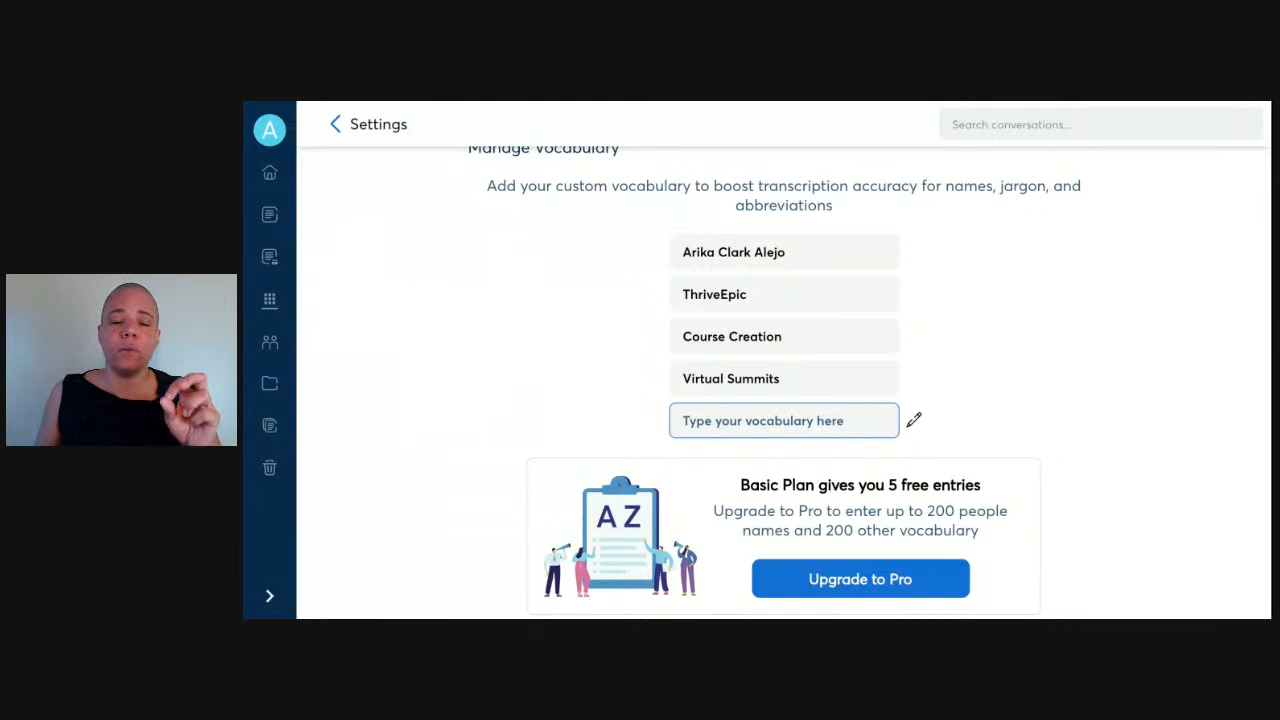 A
Settings
Search conversations...
Manage Vocabulary
Add your custom vocabulary to boost transcription accuracy for names, jargon, and
abbreviations
Arika Clark Alejo
ThriveEpic
Course Creation
Virtual Summits
Type your vocabulary here
A Z
Basic Plan gives you 5 free entries
Upgrade to Pro to enter up to 200 people
names and 200 other vocabulary
Upgrade to Pro